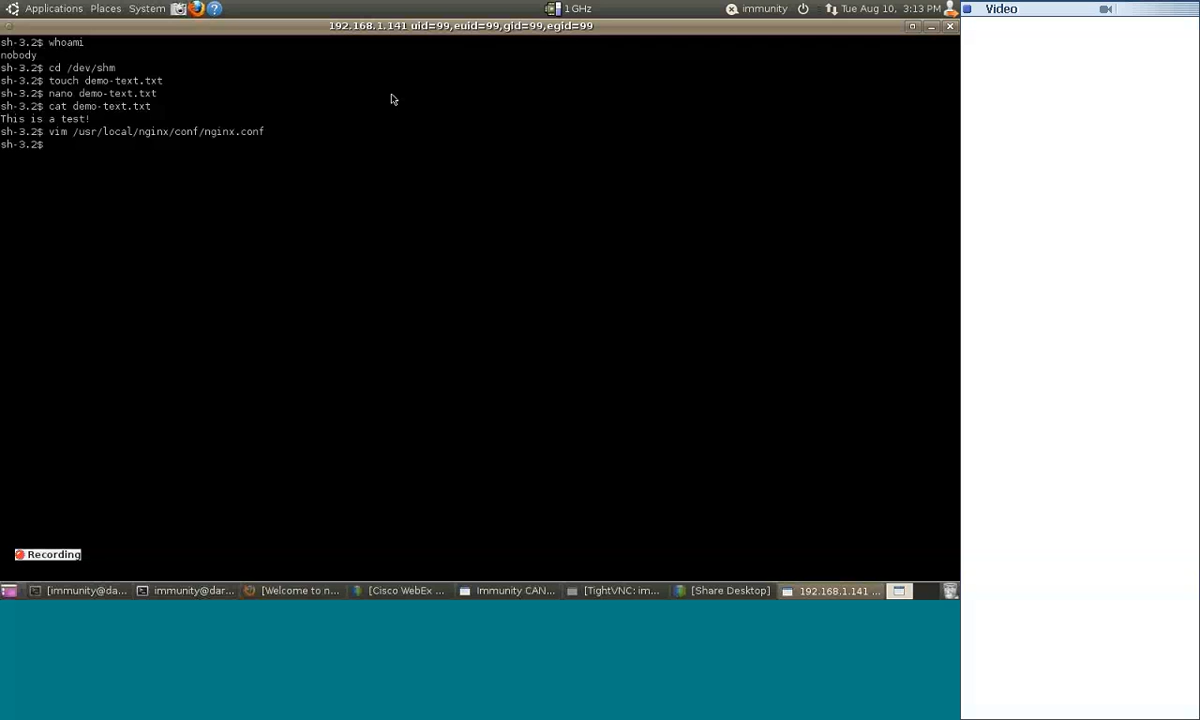 Applications Places System ? 1 GHz immunity Tue Aug 10, 3:13 PM
Video
192.168.1.141 uid=99,euid=99,gid=99,egid=99
sh-3.2$ whoami
nobody
sh-3.2$ cd /dev/shm
sh-3.2$ touch demo-text.txt
sh-3.2$ nano demo-text.txt
sh-3.2$ cat demo-text.txt
This is a test!
sh-3.2$ vim /usr/local/nginx/conf/nginx.conf
sh-3.2$
Recording
[immunity@da... immunity@dar... [Welcome to n... [Cisco WebEx ... Immunity CAN... [TightVNC: im... [Share Desktop] 192.168.1.141 ...